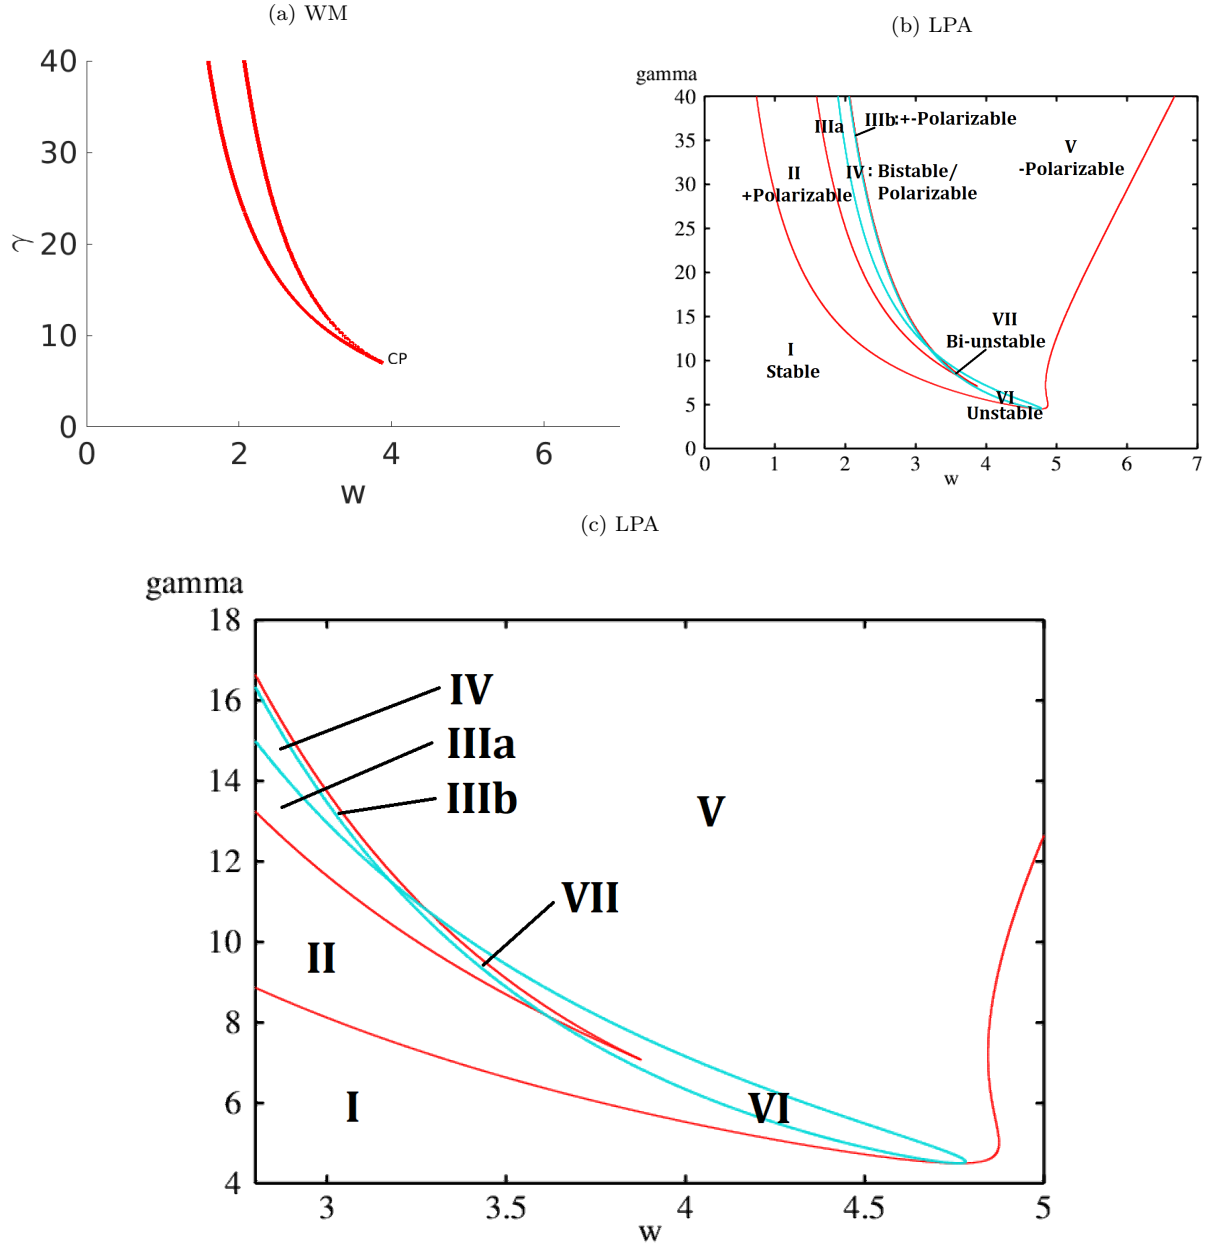 (a) WM
40
30
20
10
0
γ
0
2
4
6
w
CP
(b) LPA
gamma
40
35
30
25
20
15
10
5
0
0
1
2
3
4
5
6
7
w
IIIa
IIIb:+-Polarizable
II
+Polarizable
IV: Bistable/
Polarizable
V
-Polarizable
VII
Bi-unstable
I
Stable
VI
Unstable
(c) LPA
gamma
18
16
14
12
10
8
6
4
3
3.5
4
4.5
5
w
IV
IIIa
IIIb
V
VII
II
I
VI